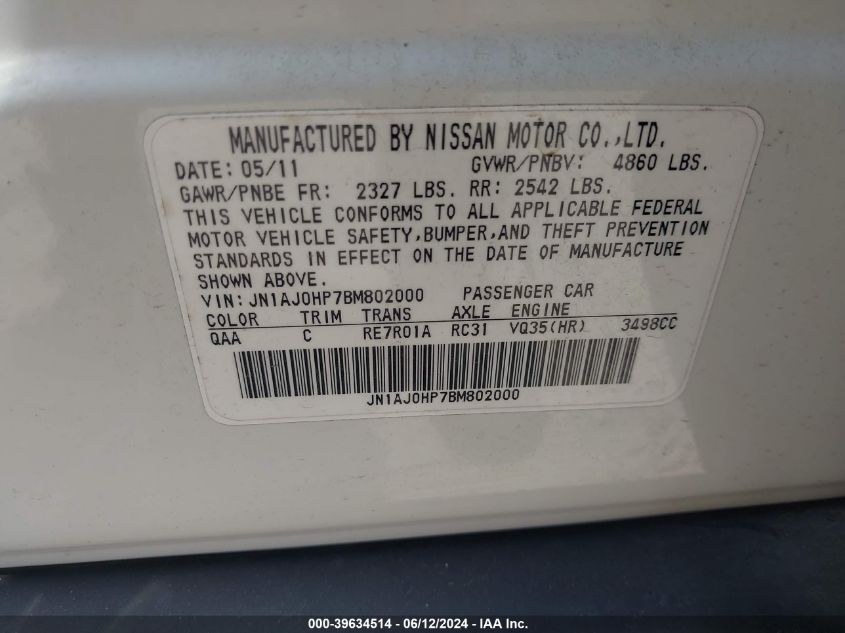 MANUFACTURED BY NISSAN MOTOR CO.,LTD.
DATE: 05/11 GVWR/PNBV: 4860 LBS.
GAWR/PNBE FR: 2327 LBS. RR: 2542 LBS.
THIS VEHICLE CONFORMS TO ALL APPLICABLE FEDERAL
MOTOR VEHICLE SAFETY,BUMPER,AND THEFT PREVENTION
STANDARDS IN EFFECT ON THE DATE OF MANUFACTURE
SHOWN ABOVE.
VIN: JN1AJ0HP7BM802000 PASSENGER CAR
COLOR TRIM TRANS AXLE ENGINE
QAA C RE7R01A RC31 VQ35(HR) 3498CC
JN1AJ0HP7BM802000
000-39634514 - 06/12/2024 - IAA Inc.